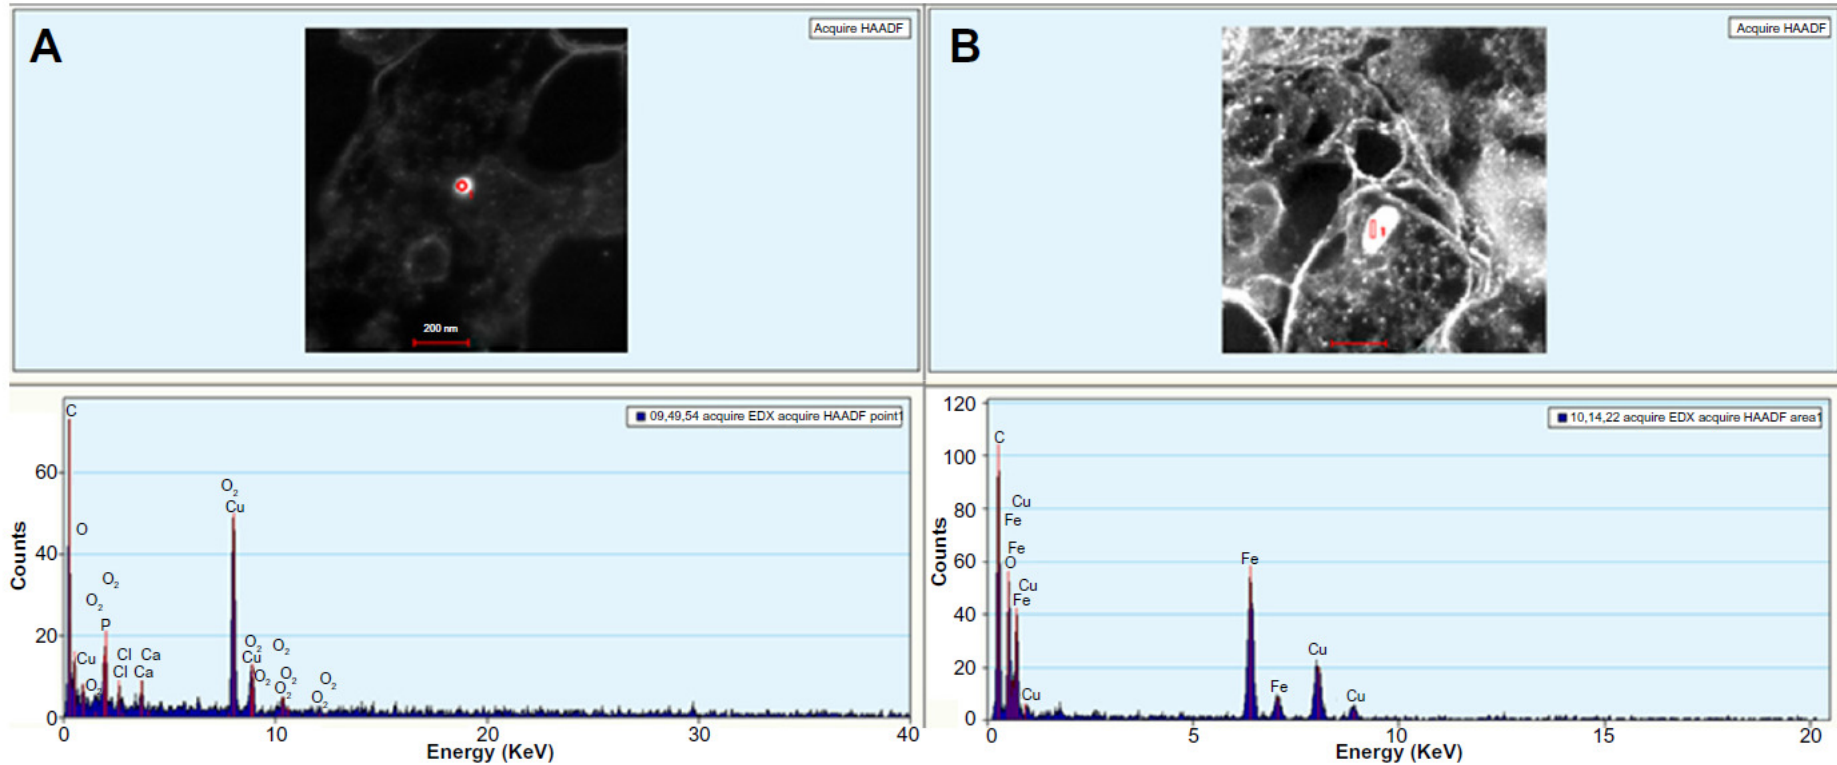 A
Acquire HAADF
200 nm
B
Acquire HAADF
1
09,49,54 acquire EDX acquire HAADF point1
Counts
60
40
20
0
C
O
O2
O2
P
Cu
O2
Cl
Cl
Ca
Ca
O2
Cu
O2
Cu
O2
O2
O2
O2
O2
O2
0
10
20
30
40
Energy (KeV)
10,14,22 acquire EDX acquire HAADF area1
Counts
120
100
80
60
40
20
0
C
Cu
Fe
Fe
O
Cu
Fe
Cu
Fe
Fe
Cu
Cu
0
5
10
15
20
Energy (KeV)